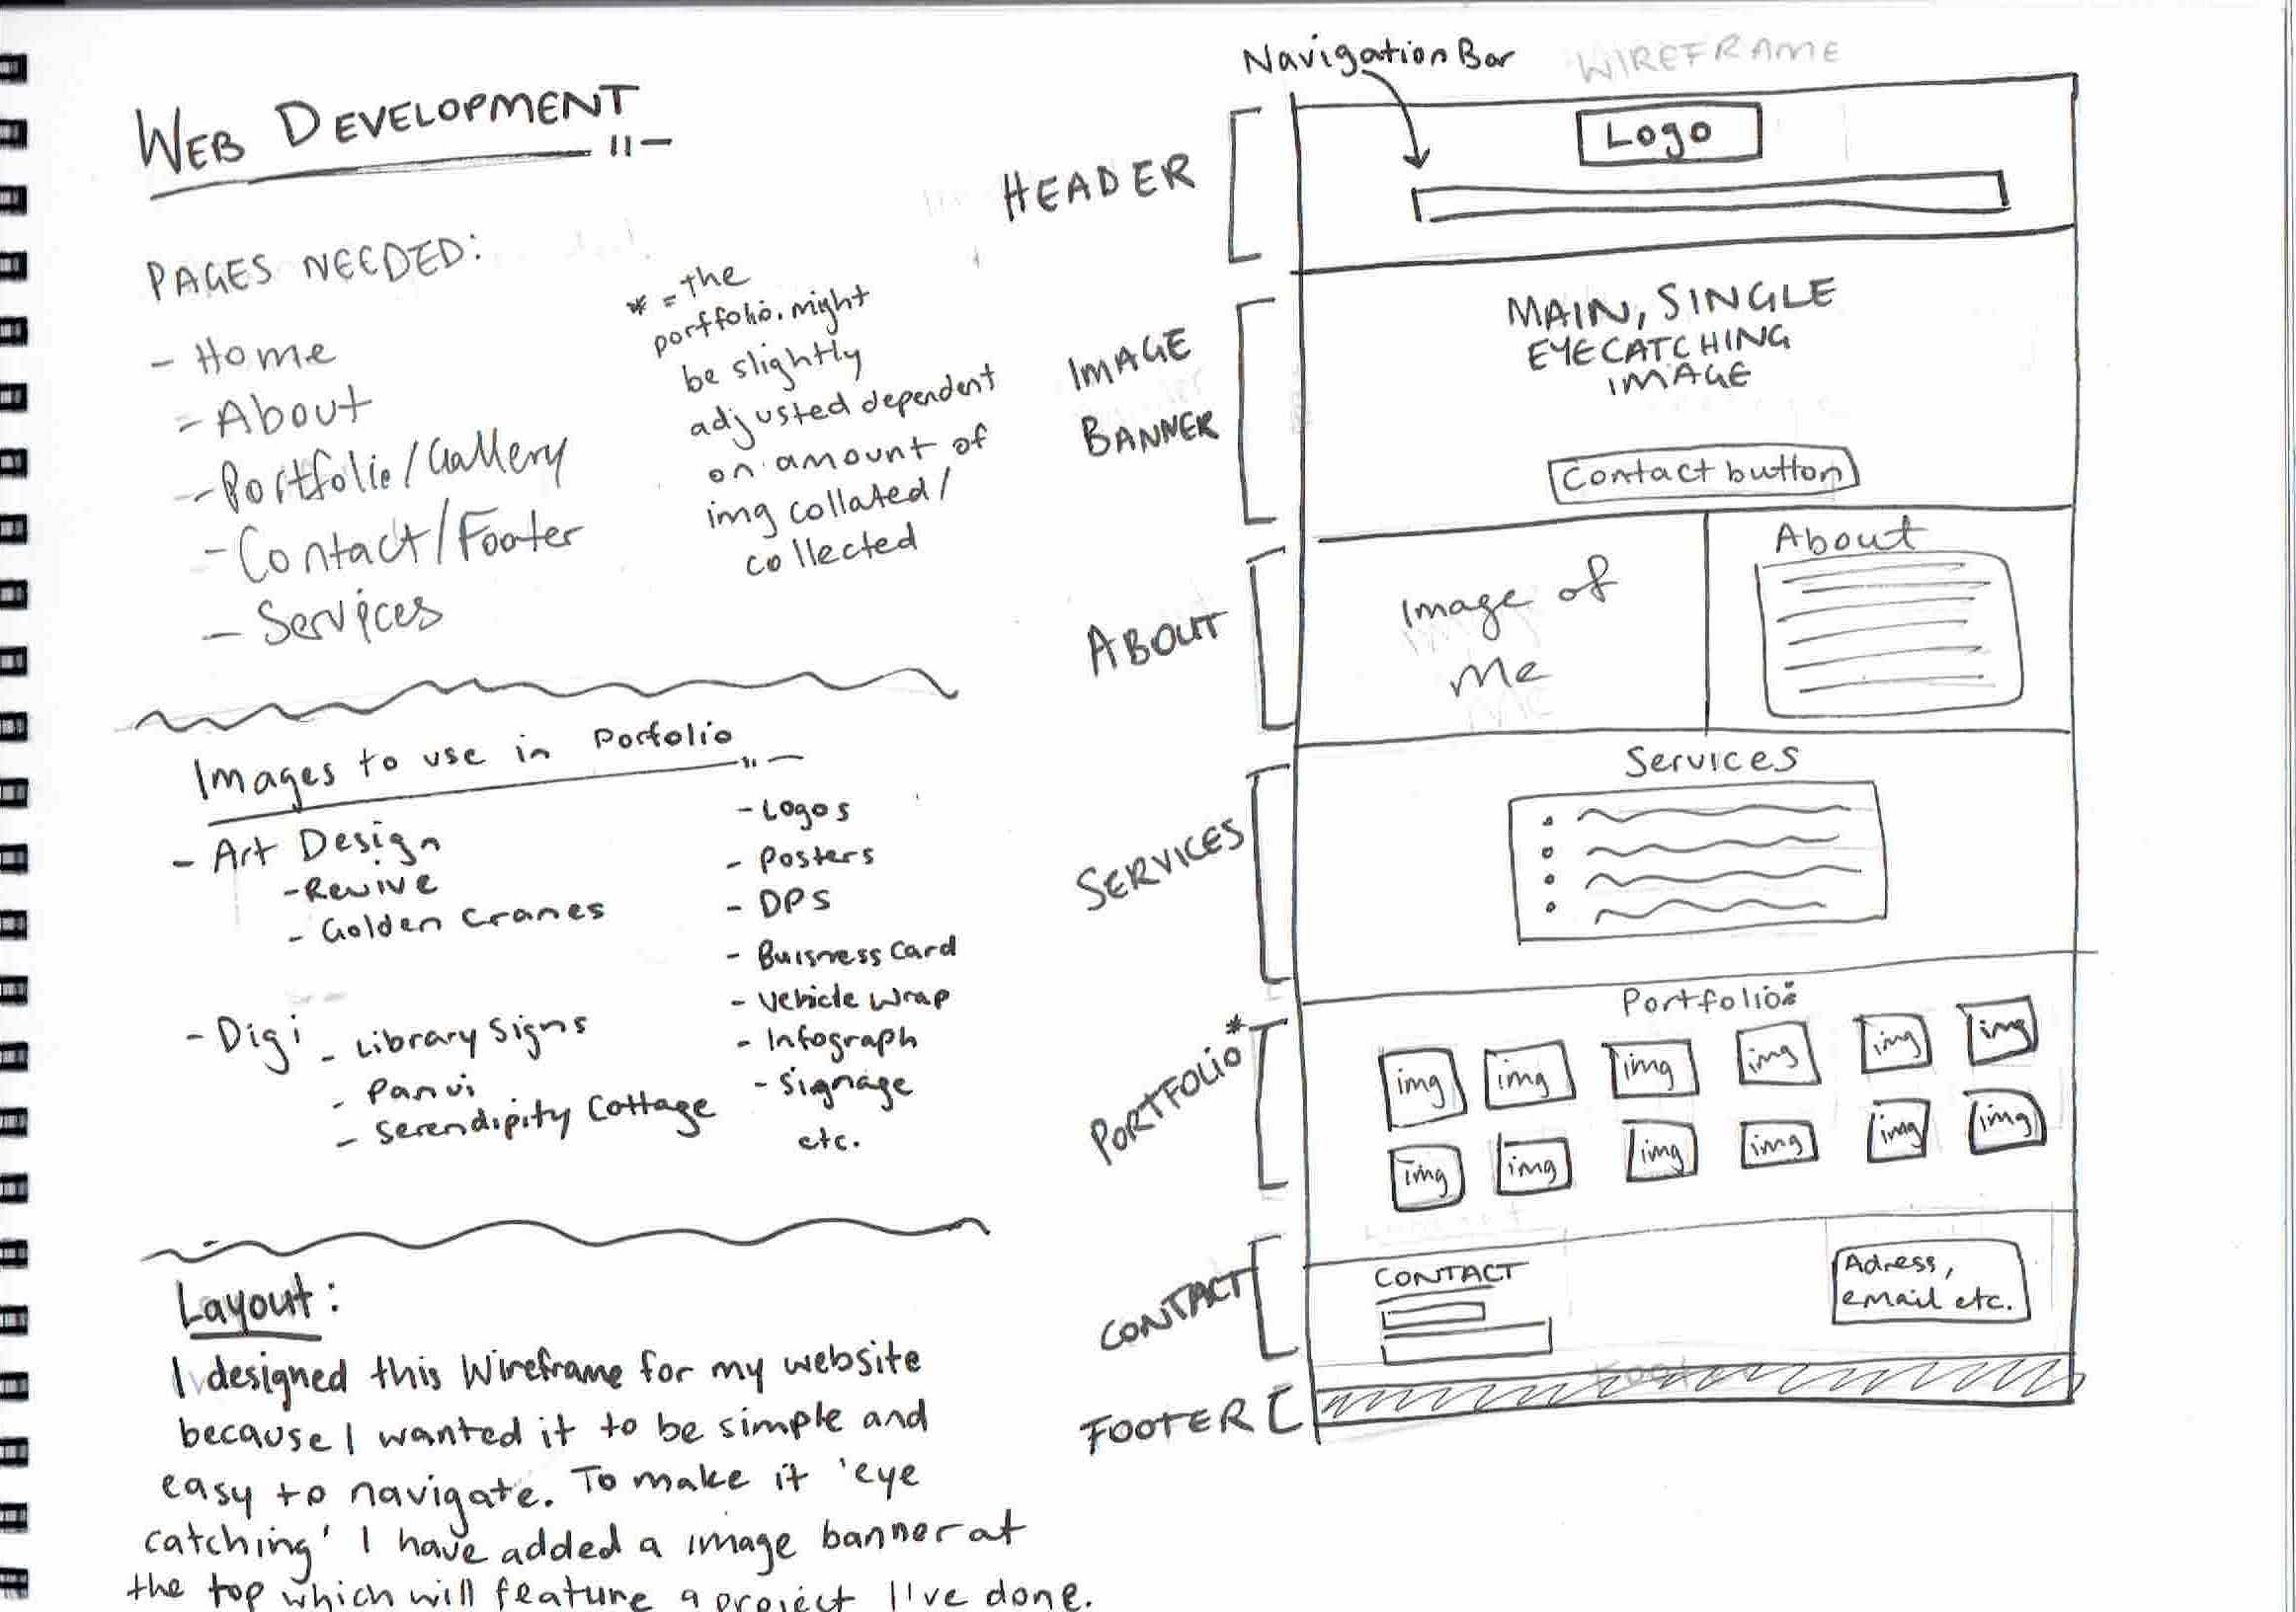 WEB DEVELOPMENT
PAGES NEEDED:
- Home
- About
- Portfolio/Gallery
- Contact/Footer
- Services
* = the
portfolio. might
be slightly
adjusted dependent
on amount of
img collated/
collected
Images to use in Porfolio
- Art Design
- Revive
- Golden Cranes
- Digi
- Library Signs
- Panui
- Serendipity Cottage
- Logos
- Posters
- DPS
- Buisness Card
- Vehicle Wrap
- Infograph
- Signage
etc.
Layout:
I designed this Wireframe for my website
because I wanted it to be simple and
easy to navigate. To make it 'eye
catching' I have added a image banner at
the top which will feature a project I've done.
Navigation Bar
WIREFRAME
HEADER
Logo
IMAGE
BANNER
MAIN, SINGLE
EYECATCHING
IMAGE
Contact button
ABOUT
Image of
Me
About
SERVICES
Services
PORTFOLIO*
Portfolio:
img img img img img img
img img img img img img
CONTACT
CONTACT
Adress,
email etc.
FOOTER